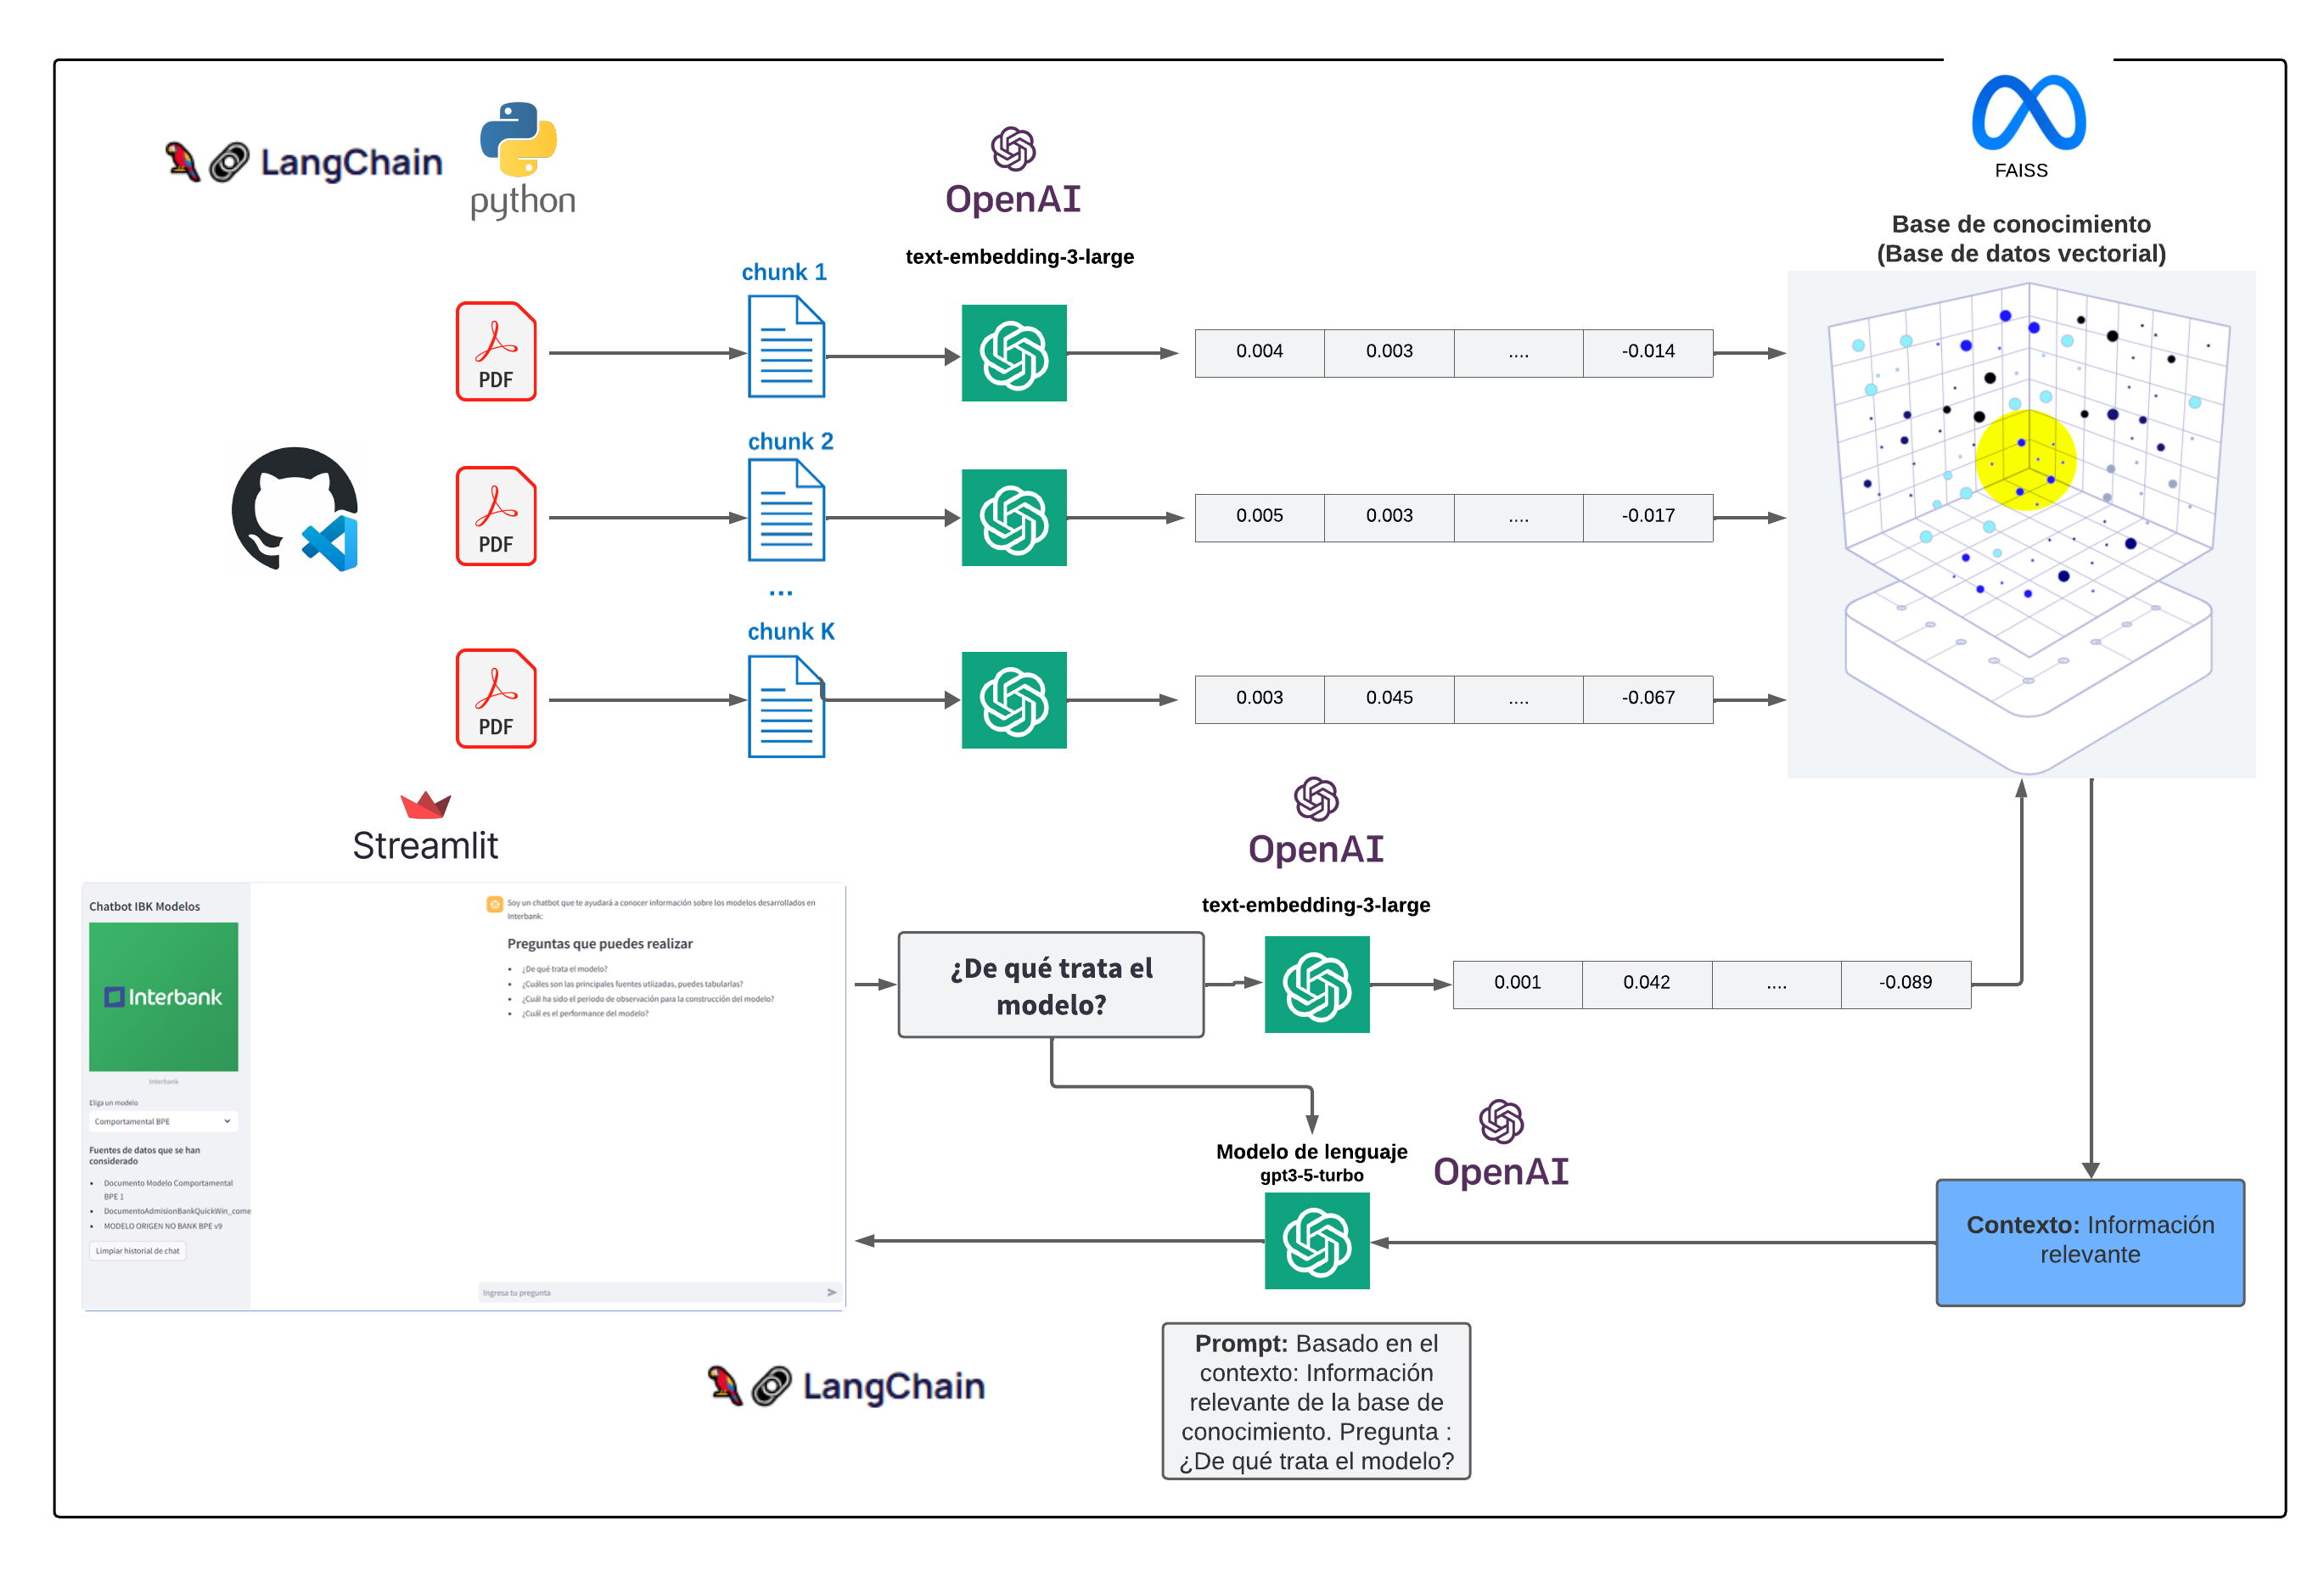 LangChain
python
OpenAI
text-embedding-3-large
FAISS
Base de conocimiento
(Base de datos vectorial)
chunk 1
PDF
0.004 0.003 .... -0.014
chunk 2
PDF
0.005 0.003 .... -0.017
...
chunk K
PDF
0.003 0.045 .... -0.067
Streamlit
OpenAI
text-embedding-3-large
Chatbot IBK Modelos
Interbank
Interbank
Eliga un modelo
Comportamental BPE
Fuentes de datos que se han
considerado
• Documento Modelo Comportamental
BPE 1
• DocumentoAdmisionBankQuickWin_come
• MODELO ORIGEN NO BANK BPE v9
Limpiar historial de chat
Soy un chatbot que te ayudará a conocer información sobre los modelos desarrollados en
Interbank:
Preguntas que puedes realizar
• ¿De qué trata el modelo?
• ¿Cuáles son las principales fuentes utiizadas, puedes tabularlas?
• ¿Cuál ha sido el periodo de observación para la construcción del modelo?
• ¿Cuál es el performance del modelo?
Ingresa tu pregunta
¿De qué trata el
modelo?
0.001 0.042 .... -0.089
Modelo de lenguaje
gpt3-5-turbo
OpenAI
Contexto: Información
relevante
LangChain
Prompt: Basado en el
contexto: Información
relevante de la base de
conocimiento. Pregunta :
¿De qué trata el modelo?